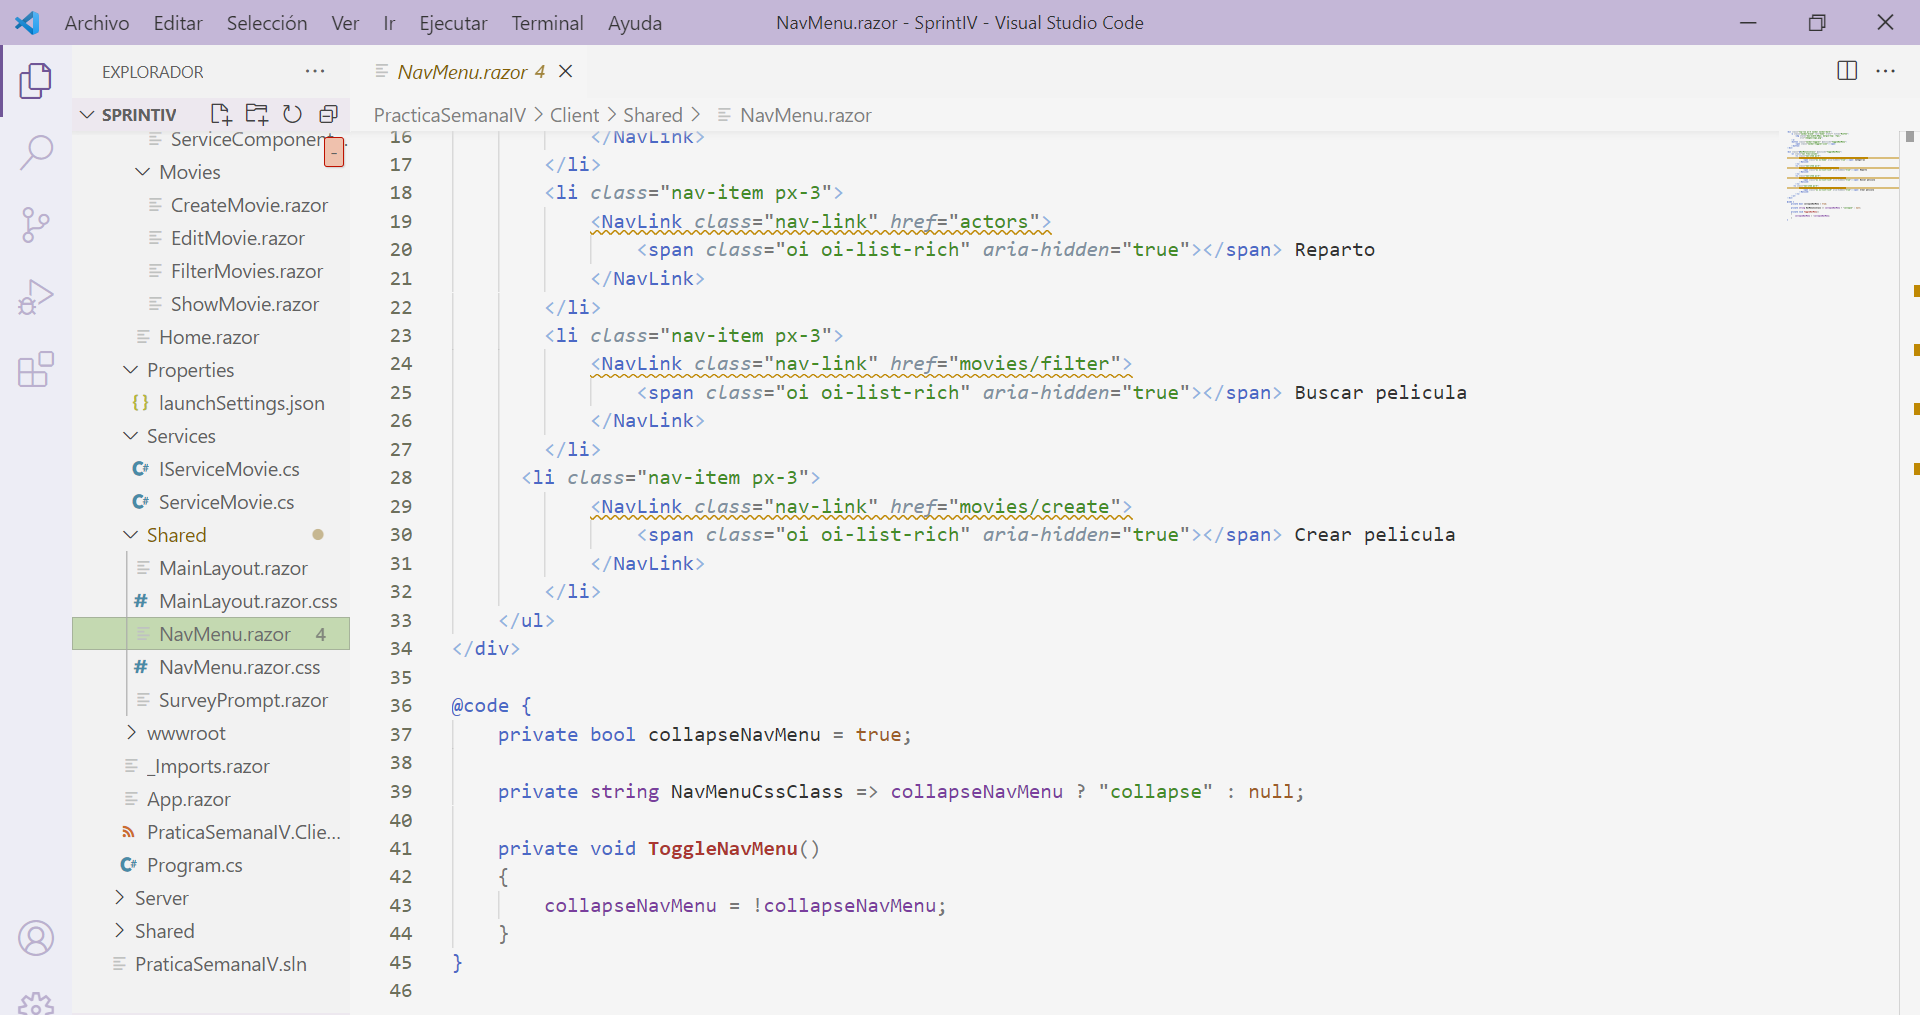 Archivo Editar Selección Ver Ir Ejecutar Terminal Ayuda NavMenu.razor - SprintIV - Visual Studio Code
EXPLORADOR ...
NavMenu.razor 4
SPRINTIV
PracticaSemanaIV > Client > Shared > NavMenu.razor
ServiceComponent...
Movies
CreateMovie.razor
EditMovie.razor
FilterMovies.razor
ShowMovie.razor
Home.razor
Properties
{} launchSettings.json
Services
C# IServiceMovie.cs
C# ServiceMovie.cs
Shared
MainLayout.razor
# MainLayout.razor.css
NavMenu.razor 4
# NavMenu.razor.css
SurveyPrompt.razor
wwwroot
_Imports.razor
App.razor
PraticaSemanaIV.Clie...
C# Program.cs
Server
Shared
PraticaSemanaIV.sln
16 </NavLink>
17 </li>
18 <li class="nav-item px-3">
19 <NavLink class="nav-link" href="actors">
20 <span class="oi oi-list-rich" aria-hidden="true"></span> Reparto
21 </NavLink>
22 </li>
23 <li class="nav-item px-3">
24 <NavLink class="nav-link" href="movies/filter">
25 <span class="oi oi-list-rich" aria-hidden="true"></span> Buscar pelicula
26 </NavLink>
27 </li>
28 <li class="nav-item px-3">
29 <NavLink class="nav-link" href="movies/create">
30 <span class="oi oi-list-rich" aria-hidden="true"></span> Crear pelicula
31 </NavLink>
32 </li>
33 </ul>
34 </div>
35
36 @code {
37 private bool collapseNavMenu = true;
38
39 private string NavMenuCssClass => collapseNavMenu ? "collapse" : null;
40
41 private void ToggleNavMenu()
42 {
43 collapseNavMenu = !collapseNavMenu;
44 }
45 }
46